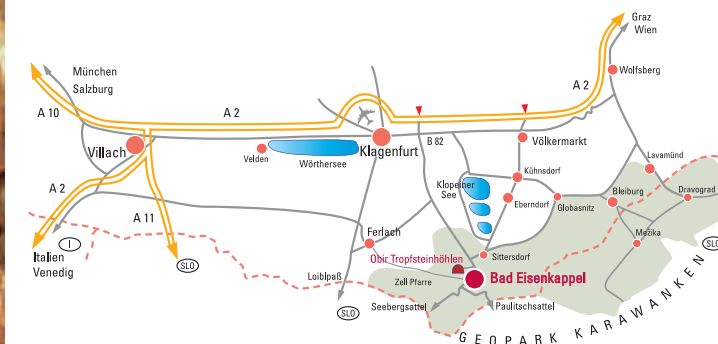 Graz
Wien
München
Salzburg
Wolfsberg
A 10
A 2
A 2
B 82
Völkermarkt
Villach
Velden
Wörthersee
Klagenfurt
Lavamünd
Kühnsdorf
Klopeiner
See
Bleiburg
Dravograd
A 2
Eberndorf
Globasnitz
A 11
Ferlach
Mežika
I
SLO
SLO
Italien
Venedig
Sittersdorf
Obir Tropfsteinhöhlen
Loiblpaß
Zell Pfarre
Bad Eisenkappel
SLO
Seebergsattel
Paulitschsattel
GEOPARK KARAWANKEN